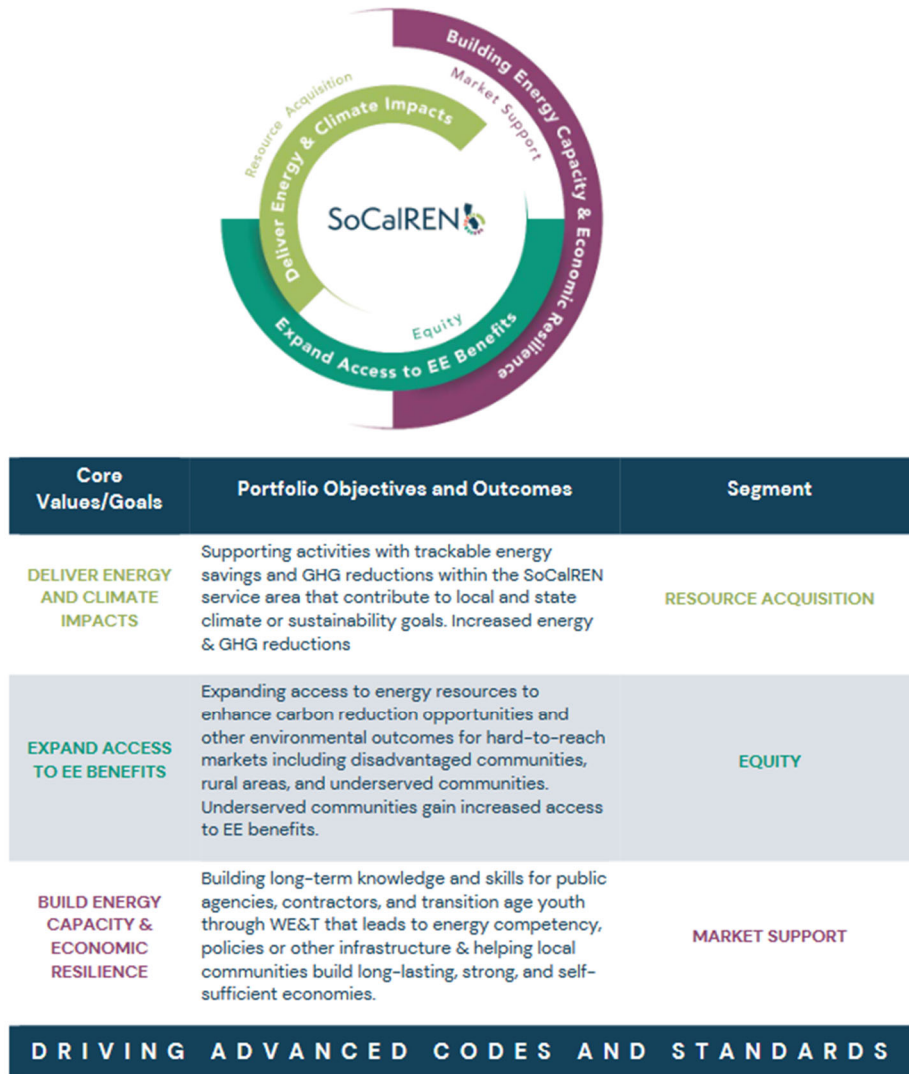 Building Energy Capacity & Economic Resilience
Market Support
Resource Acquisition
Deliver Energy & Climate Impacts
SoCalREN
Equity
Expand Access to EE Benefits
Core
Values/Goals
Portfolio Objectives and Outcomes
Segment
DELIVER ENERGY
AND CLIMATE
IMPACTS
Supporting activities with trackable energy
savings and GHG reductions within the SoCalREN
service area that contribute to local and state
climate or sustainability goals. Increased energy
& GHG reductions
RESOURCE ACQUISITION
EXPAND ACCESS
TO EE BENEFITS
Expanding access to energy resources to
enhance carbon reduction opportunities and
other environmental outcomes for hard-to-reach
markets including disadvantaged communities,
rural areas, and underserved communities.
Underserved communities gain increased access
to EE benefits.
EQUITY
BUILD ENERGY
CAPACITY &
ECONOMIC
RESILIENCE
Building long-term knowledge and skills for public
agencies, contractors, and transition age youth
through WE&T that leads to energy competency,
policies or other infrastructure & helping local
communities build long-lasting, strong, and self-
sufficient economies.
MARKET SUPPORT
DRIVING ADVANCED CODES AND STANDARDS